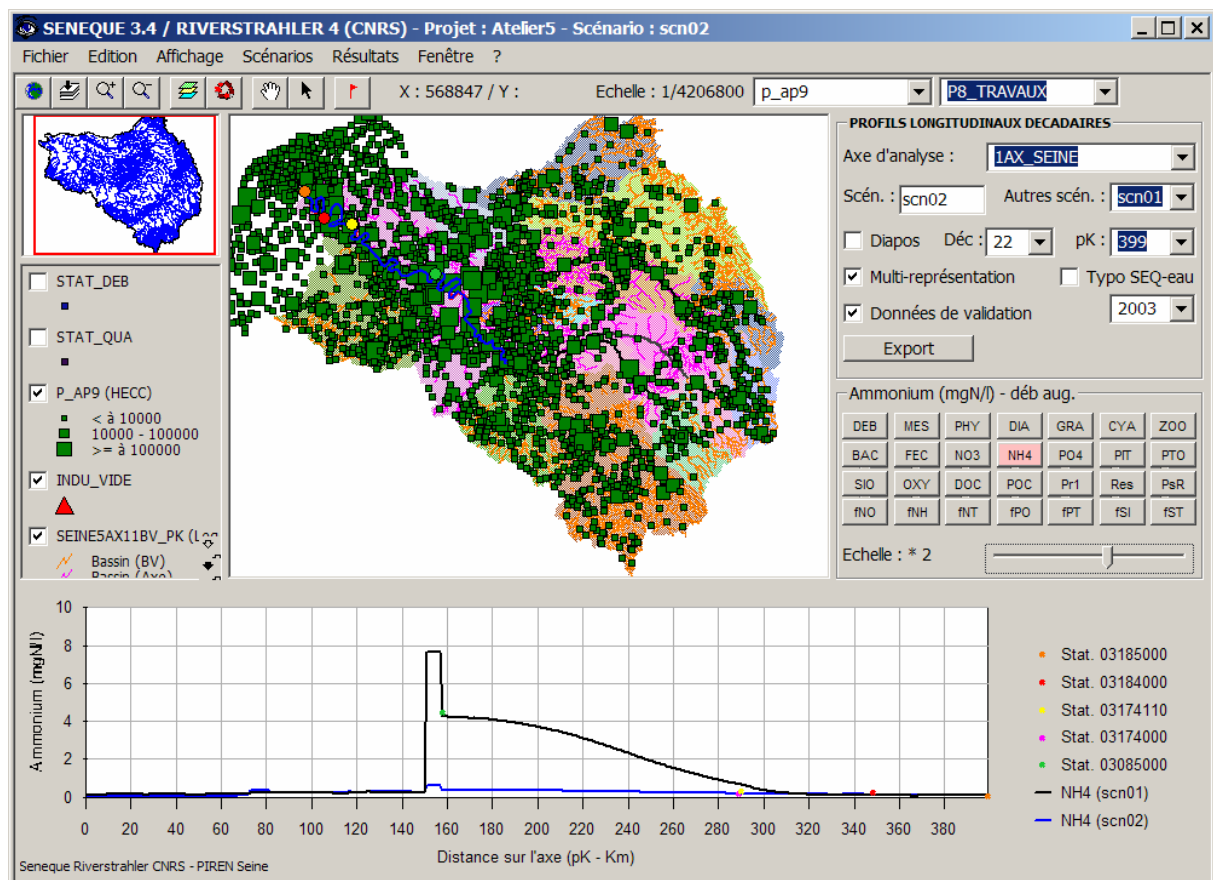 SENEQUE 3.4 / RIVERSTRAHLER 4 (CNRS) - Projet : Atelier5 - Scénario : scn02
Fichier Edition Affichage Scénarios Résultats Fenêtre ?
X : 568847 / Y : Echelle : 1/4206800 p_ap9 P8_TRAVAUX
STAT_DEB
STAT_QUA
P_AP9 (HECC)
< à 10000
10000 - 100000
>= à 100000
INDU_VIDE
SEINE5AX11BV_PK
Bassin (BV)
Bassin (Axe)
PROFILS LONGITUDINAUX DECADAIRES
Axe d'analyse : 1AX_SEINE
Scén. : scn02 Autres scén. : scn01
Diapos Déc : 22 pK : 399
Multi-représentation Typo SEQ-eau
Données de validation 2003
Export
Ammonium (mgN/l) - déb aug.
DEB MES PHY DIA GRA CYA ZOO
BAC FEC NO3 NH4 PO4 PIT PTO
SIO OXY DOC POC Pr1 Res PsR
fNO fNH fNT fPO fPT fSI fST
Echelle : * 2
Ammonium (mgN/l)
10
8
6
4
2
0
0 20 40 60 80 100 120 140 160 180 200 220 240 260 280 300 320 340 360 380
Distance sur l'axe (pK - Km)
Stat. 03185000
Stat. 03184000
Stat. 03174110
Stat. 03174000
Stat. 03085000
NH4 (scn01)
NH4 (scn02)
Seneque Riverstrahler CNRS - PIREN Seine